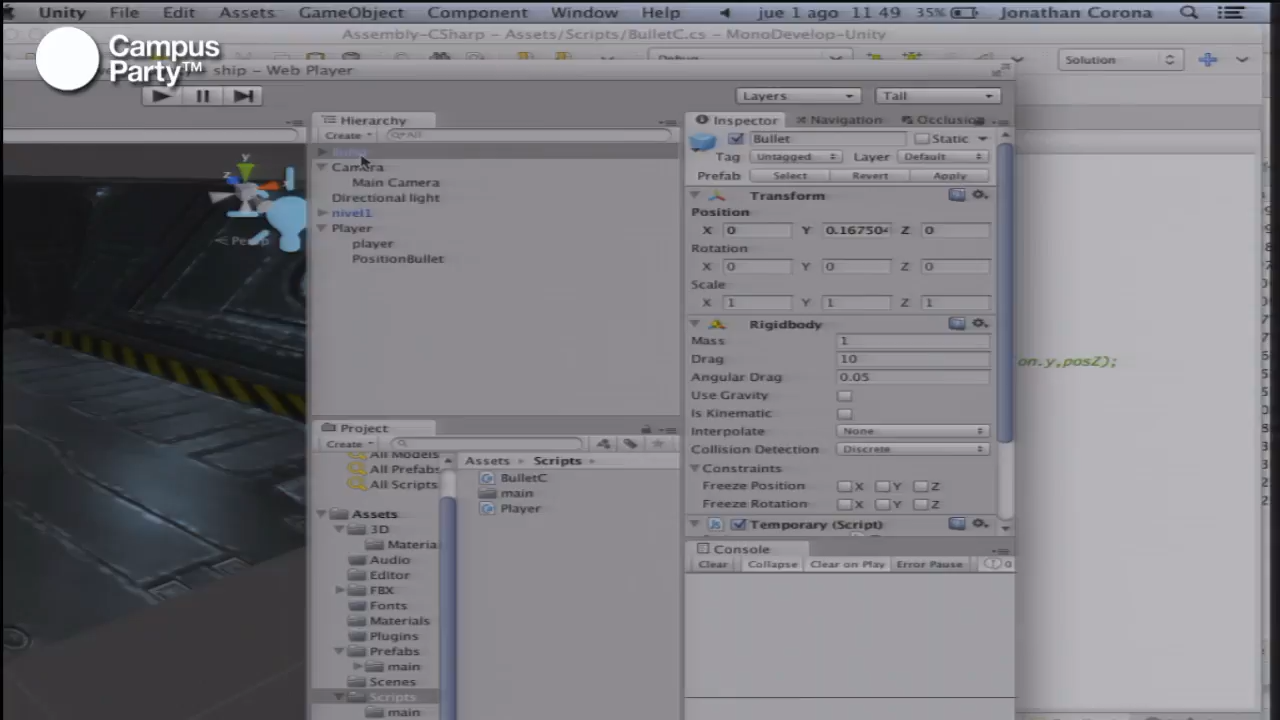 Unity File Edit Assets GameObject Component Window Help jue 1 ago 11 49 35% Jonathan Corona
Assembly-CSharp – Assets/Scripts/BulletC.cs – MonoDevelop-Unity
Campus
Party™
Debug
Solution
ship – Web Player
Layers
Tall
Hierarchy
Create
All
Camera
Main Camera
Directional light
nivel1
Player
player
PositionBullet
y
z
Persp
Inspector Navigation Occlusion
Bullet Static
Tag Untagged Layer Default
Prefab Select Revert Apply
Transform
Position
X 0 Y 0.167504 Z 0
Rotation
X 0 Y 0 Z 0
Scale
X 1 Y 1 Z 1
Rigidbody
Mass 1
Drag 10
Angular Drag 0.05
Use Gravity
Is Kinematic
Interpolate None
Collision Detection Discrete
Constraints
Freeze Position X Y Z
Freeze Rotation X Y Z
Temporary (Script)
on.y,posZ);
Project
Create
All Models
All Prefabs
All Scripts
Assets
3D
Materia
Audio
Editor
FBX
Fonts
Materials
Plugins
Prefabs
main
Scenes
Scripts
main
Assets Scripts
BulletC
main
Player
Console
Clear Collapse Clear on Play Error Pause 0